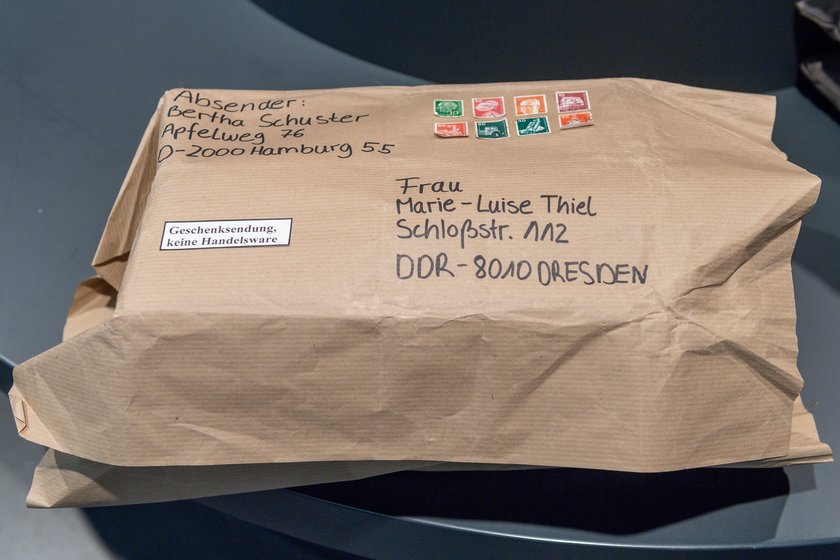 Absender:
Bertha Schuster
Apfelweg 76
D-2000 Hamburg 55
Frau
Marie-Luise Thiel
Schloßstr. 112
DDR-8010 DRESDEN
Geschenksendung,
keine Handelsware